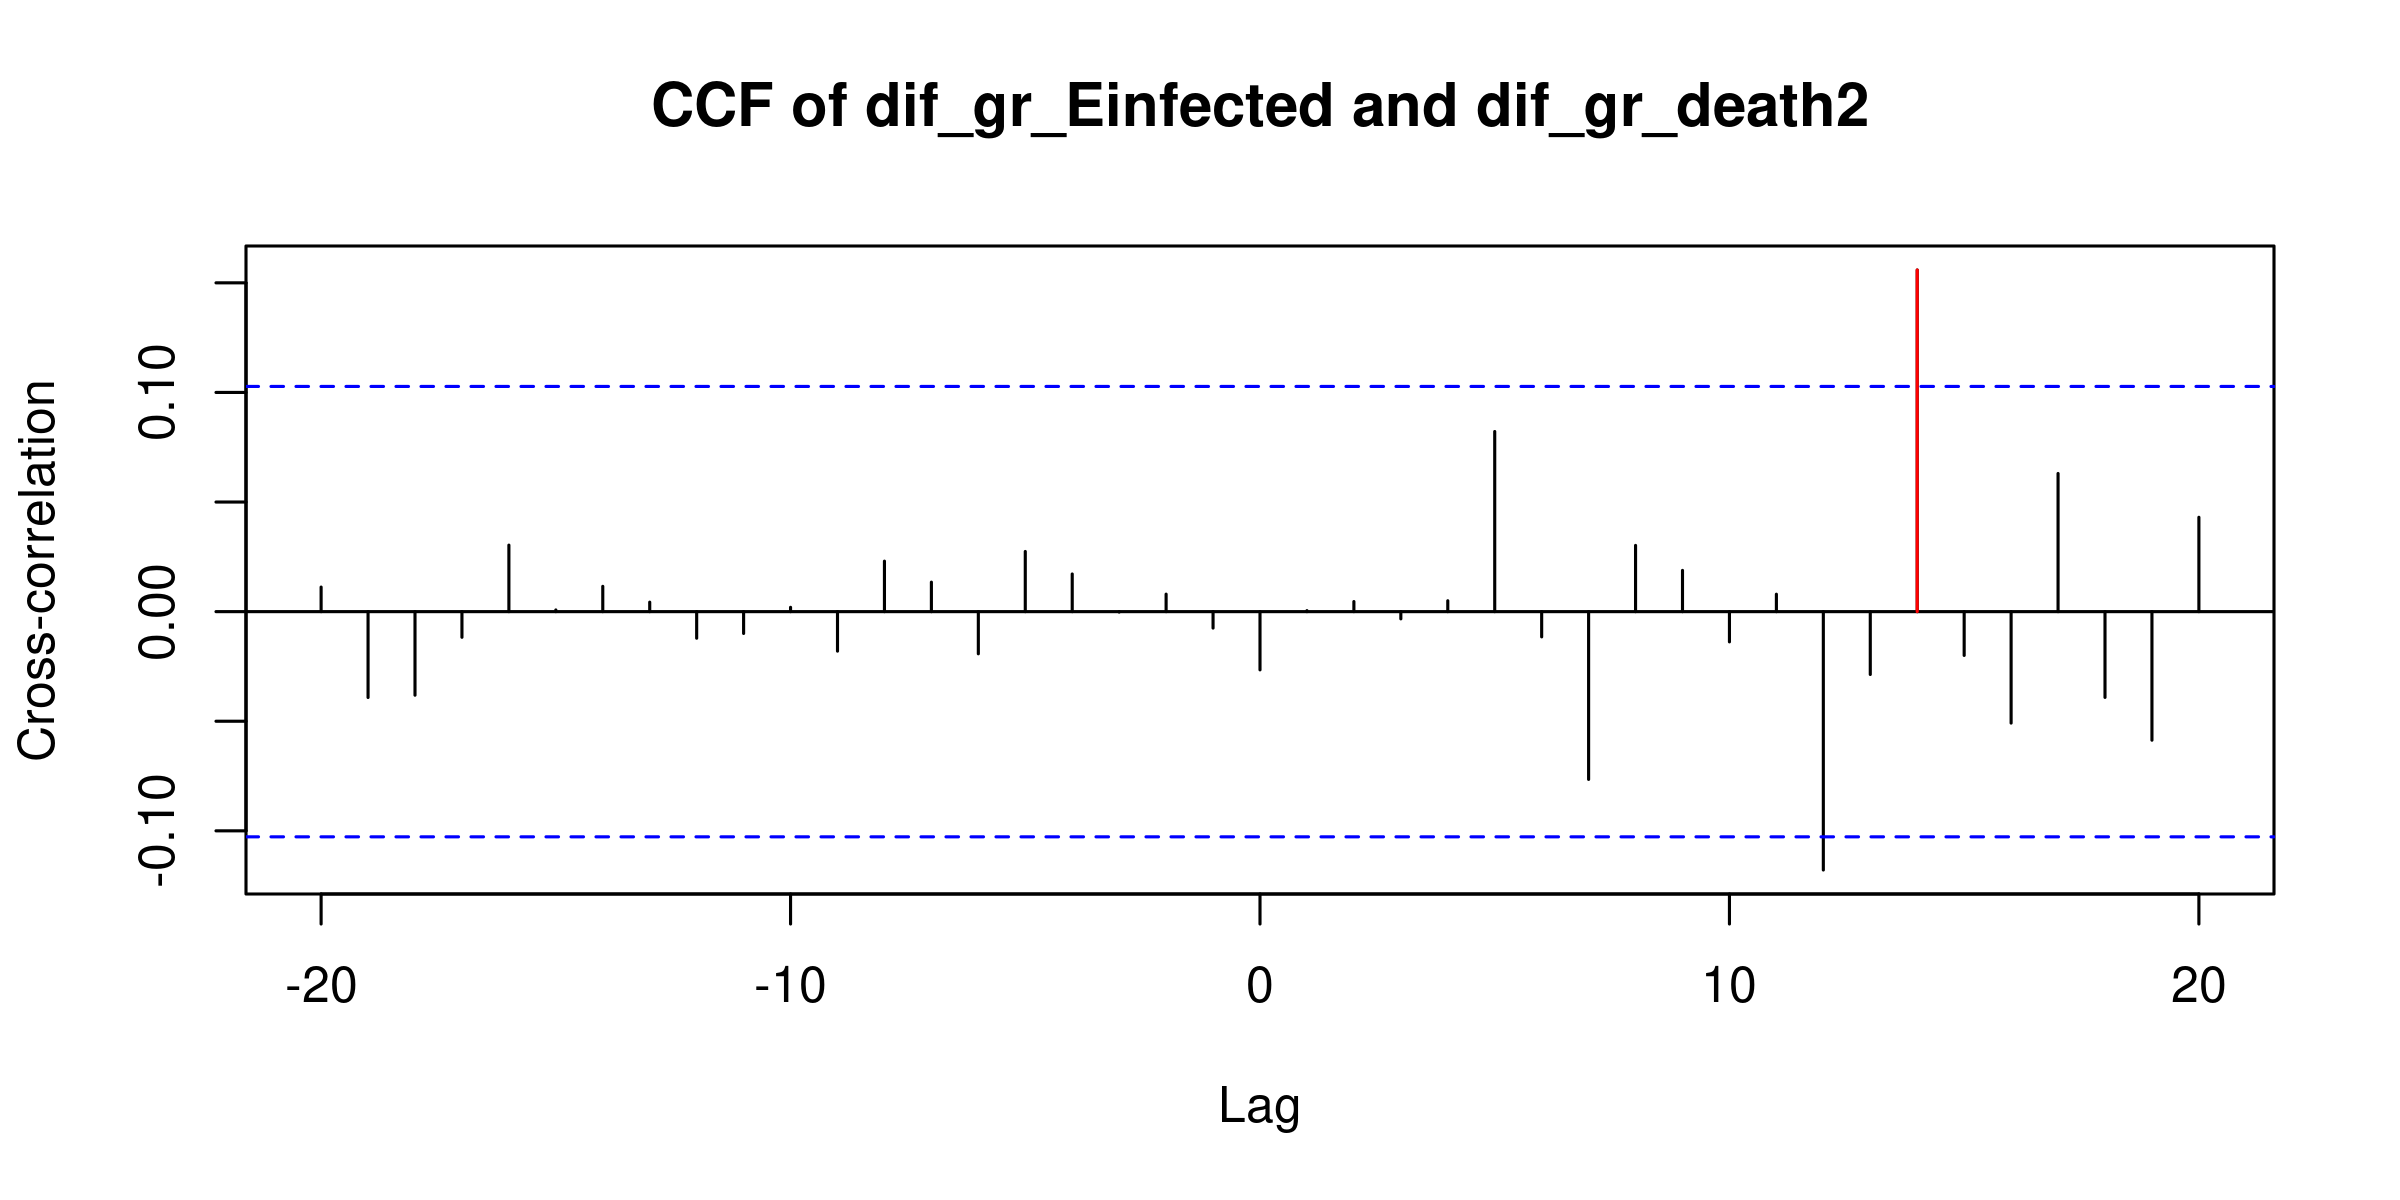 CCF of dif_gr_Einfected and dif_gr_death2
Cross-correlation
0.10
0.00
-0.10
-20 -10 0 10 20
Lag